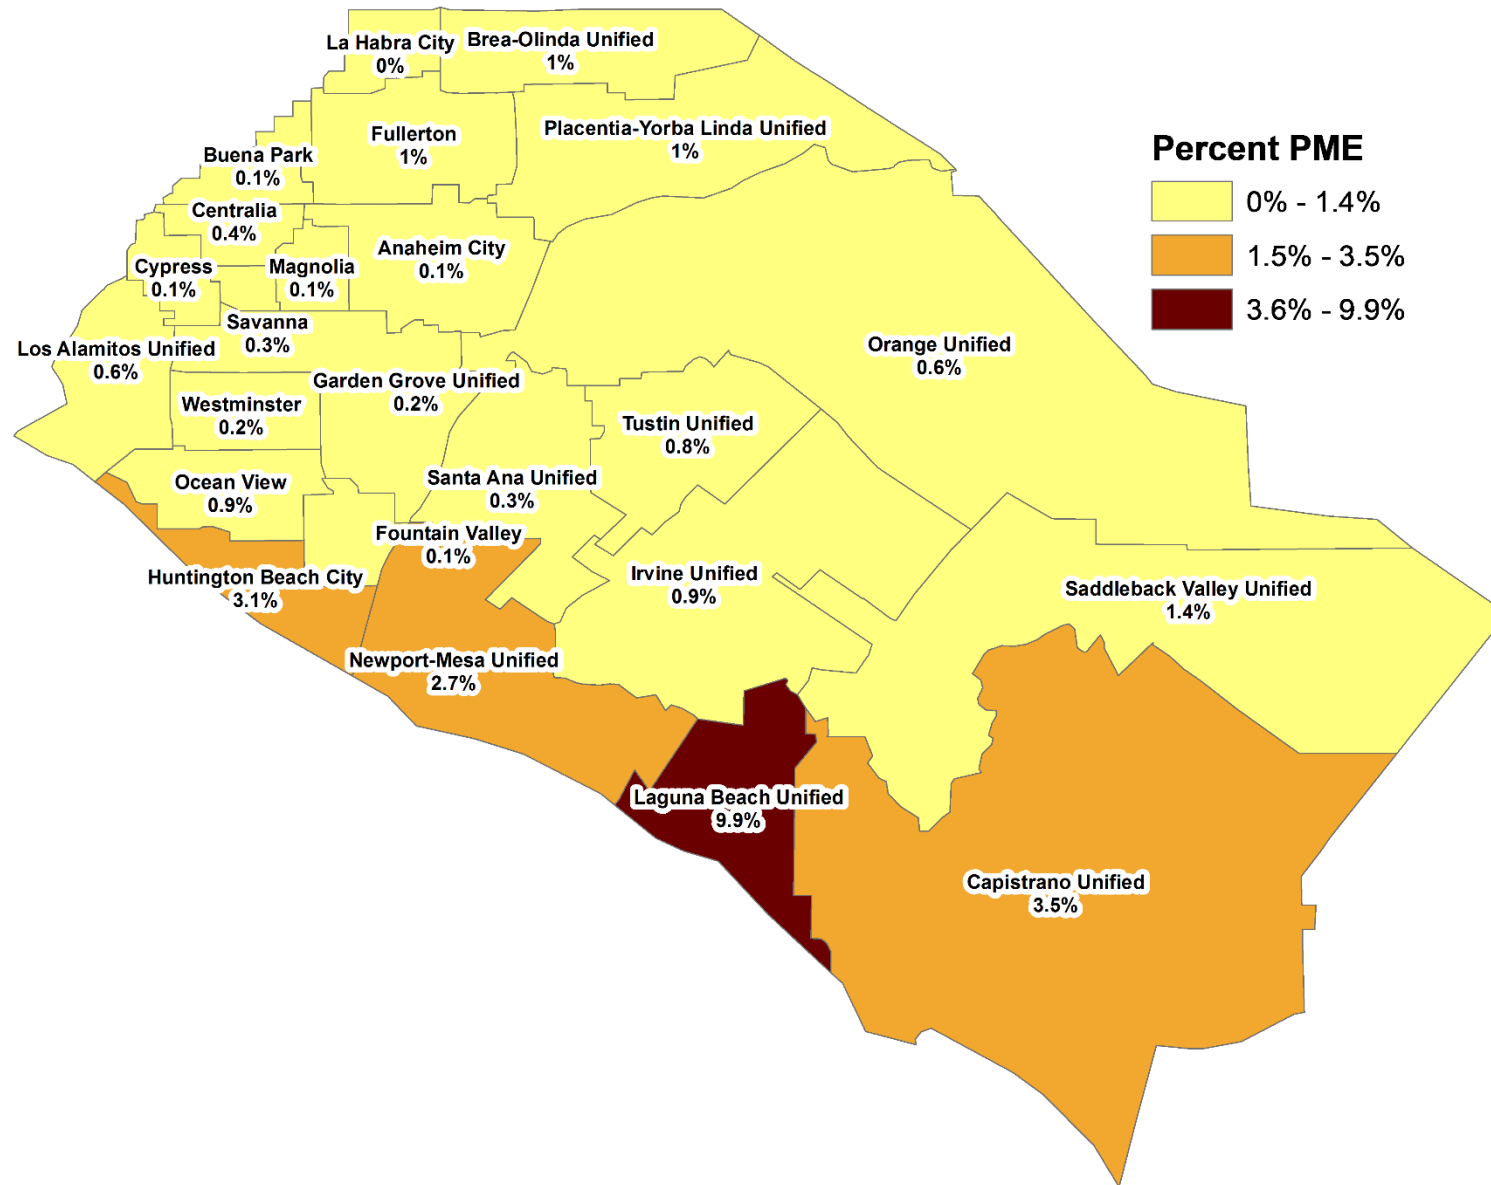 La Habra City
0%
Brea-Olinda Unified
1%
Fullerton
1%
Placentia-Yorba Linda Unified
1%
Percent PME
0% - 1.4%
1.5% - 3.5%
3.6% - 9.9%
Buena Park
0.1%
Centralia
0.4%
Anaheim City
0.1%
Cypress
0.1%
Magnolia
0.1%
Savanna
0.3%
Los Alamitos Unified
0.6%
Orange Unified
0.6%
Garden Grove Unified
0.2%
Westminster
0.2%
Tustin Unified
0.8%
Ocean View
0.9%
Santa Ana Unified
0.3%
Fountain Valley
0.1%
Huntington Beach City
3.1%
Irvine Unified
0.9%
Saddleback Valley Unified
1.4%
Newport-Mesa Unified
2.7%
Laguna Beach Unified
9.9%
Capistrano Unified
3.5%